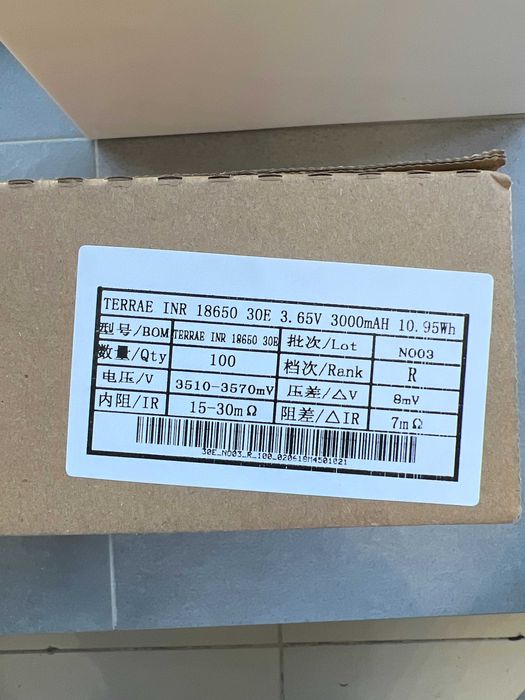 TERRAE INR 18650 30E 3.65V 3000mAH 10.95Wh
型号/BOM TERRAE INR 18650 30E 批次/Lot N003
数量/Qty 100 档次/Rank R
电压/V 3510-3570mV 压差/△V 8mV
内阻/IR 15-30mΩ 阻差/△IR 7mΩ
30E_N003_R_100_020418M4501021